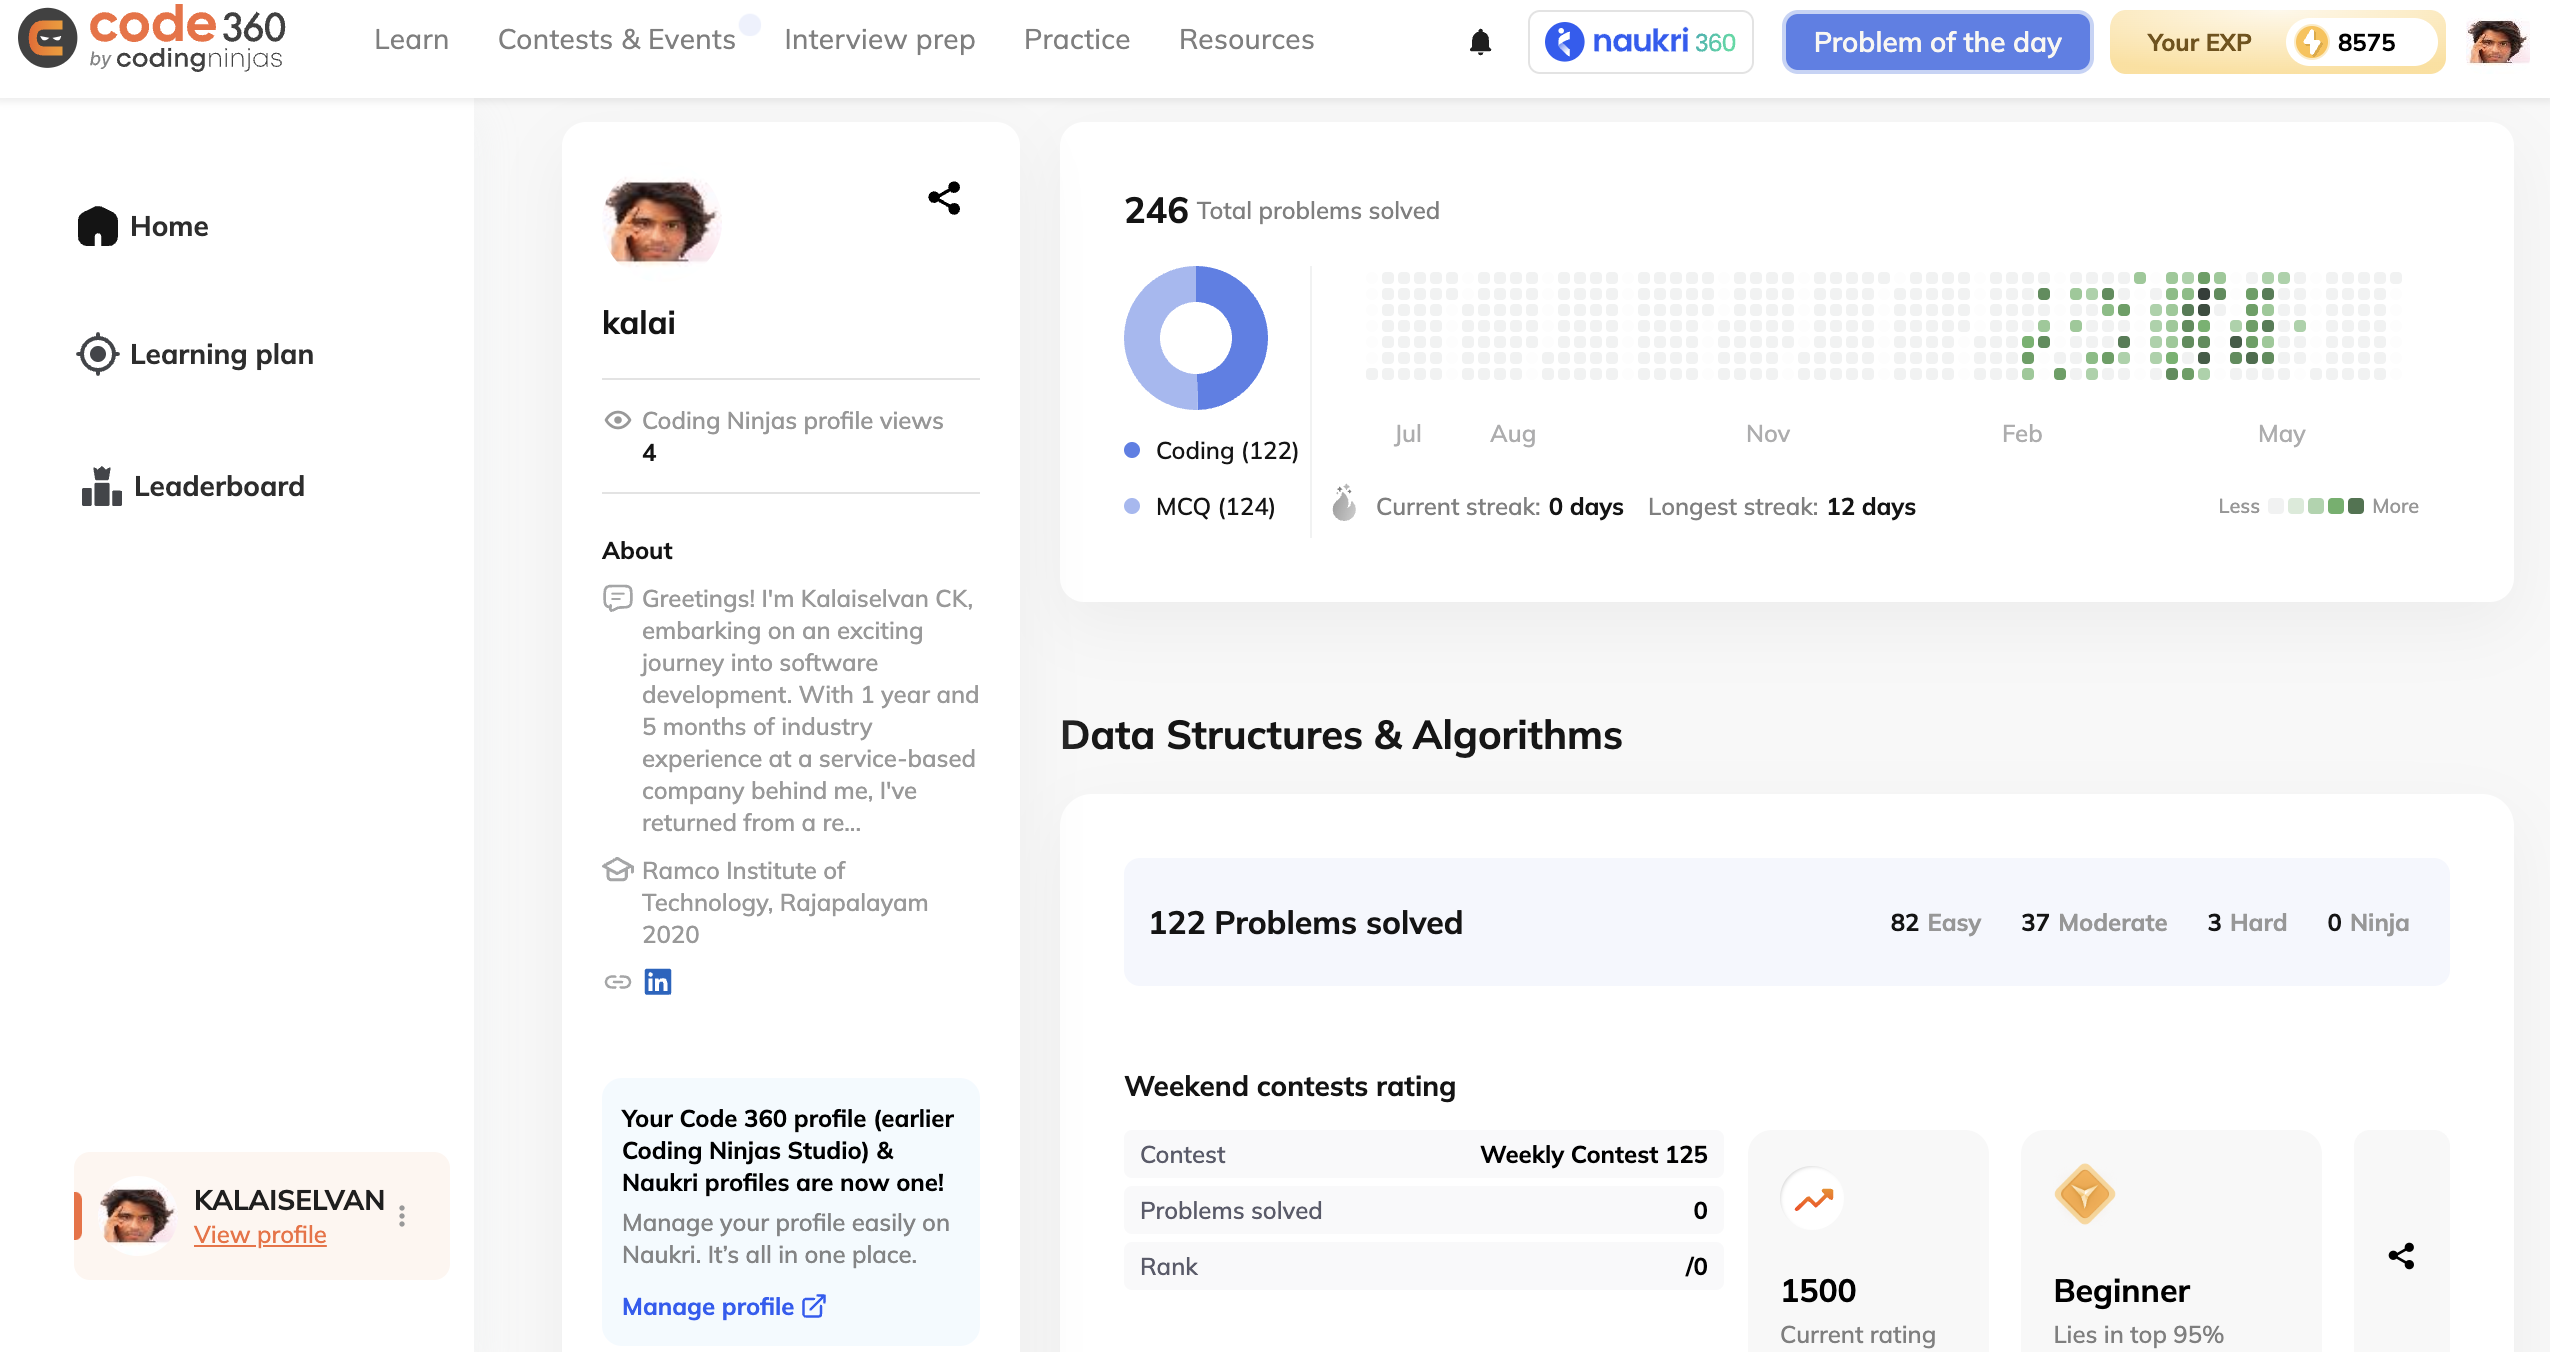 code 360
by codingninjas
Learn
Contests & Events
Interview prep
Practice
Resources
naukri 360
Problem of the day
Your EXP
8575
Home
Learning plan
Leaderboard
KALAISELVAN
View profile
kalai
Coding Ninjas profile views
4
About
Greetings! I'm Kalaiselvan CK,
embarking on an exciting
journey into software
development. With 1 year and
5 months of industry
experience at a service-based
company behind me, I've
returned from a re...
Ramco Institute of
Technology, Rajapalayam
2020
in
Your Code 360 profile (earlier
Coding Ninjas Studio) &
Naukri profiles are now one!
Manage your profile easily on
Naukri. It's all in one place.
Manage profile
246 Total problems solved
Coding (122)
MCQ (124)
Jul Aug Nov Feb May
Current streak: 0 days Longest streak: 12 days
Less More
Data Structures & Algorithms
122 Problems solved
82 Easy 37 Moderate 3 Hard 0 Ninja
Weekend contests rating
Contest Weekly Contest 125
Problems solved 0
Rank /0
1500
Current rating
Beginner
Lies in top 95%